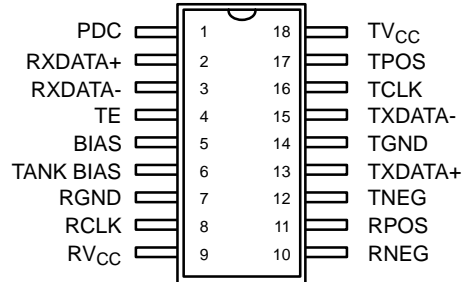 PDC 1 18 TVCC
RXDATA+ 2 17 TPOS
RXDATA- 3 16 TCLK
TE 4 15 TXDATA-
BIAS 5 14 TGND
TANK BIAS 6 13 TXDATA+
RGND 7 12 TNEG
RCLK 8 11 RPOS
RVCC 9 10 RNEG